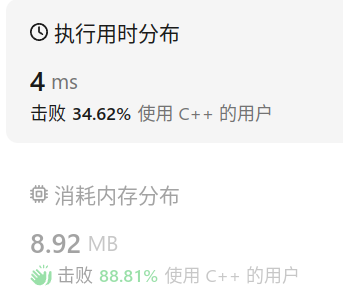 执行用时分布
4 ms
击败 34.62% 使用 C++ 的用户
消耗内存分布
8.92 MB
击败 88.81% 使用 C++ 的用户